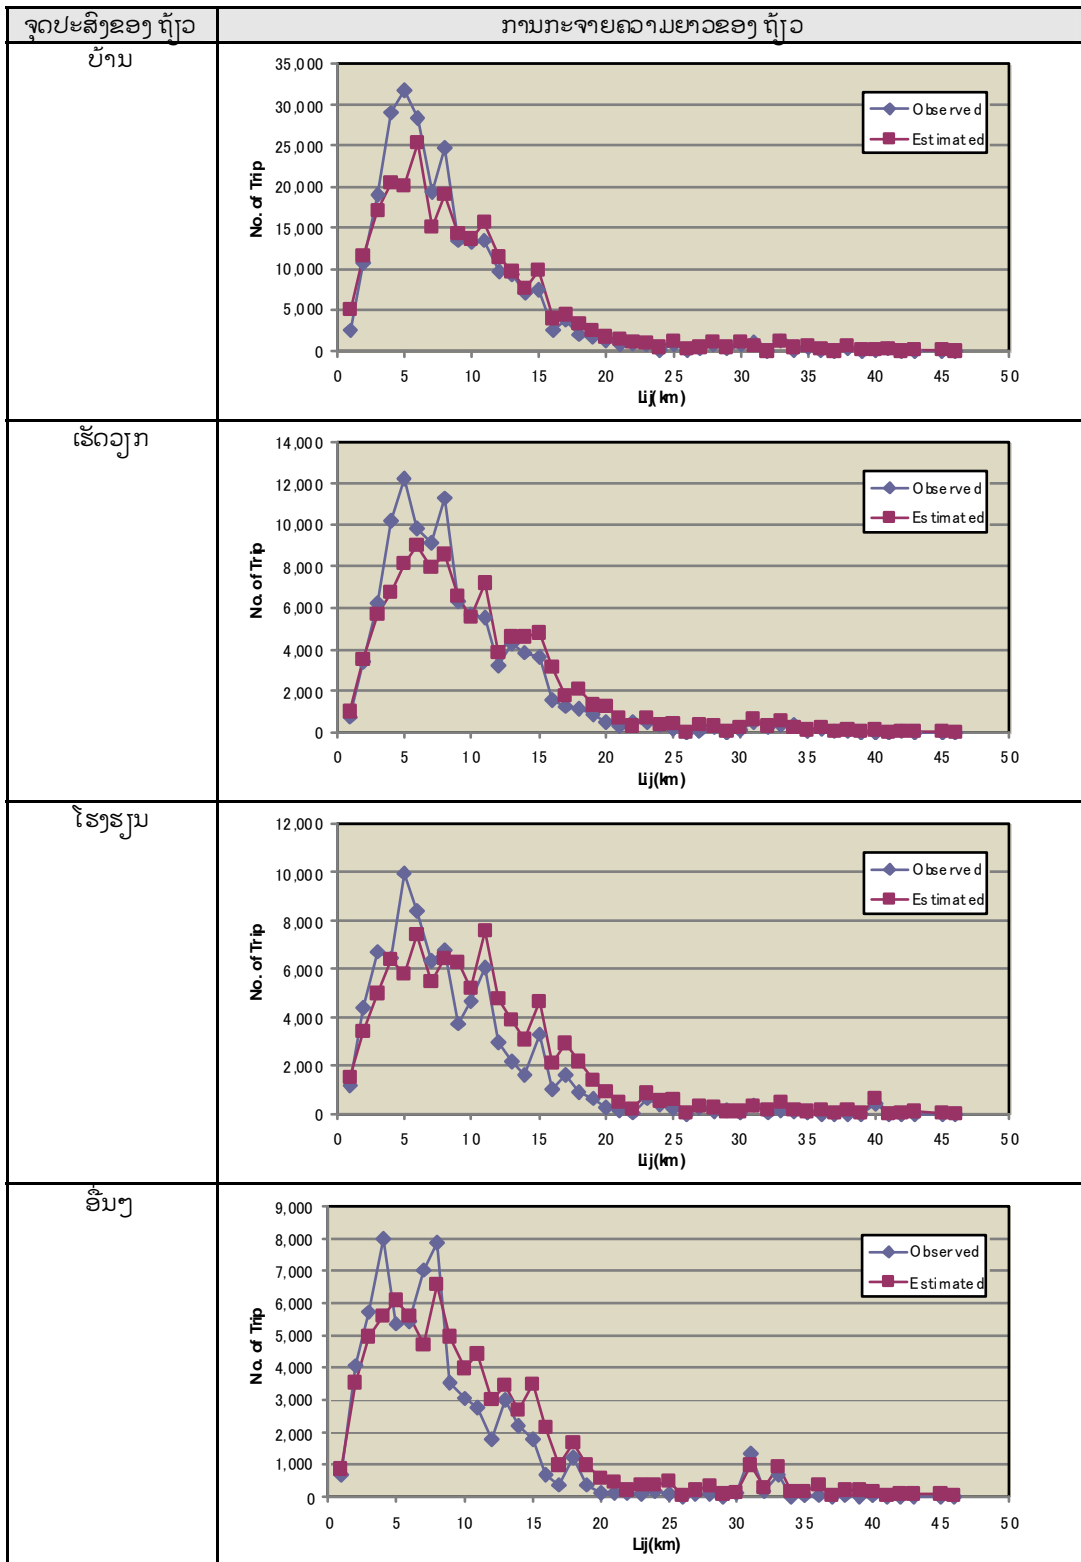 ຈຸດປະສົງຂອງ ຖ້ຽວ
ການກະຈາຍຄວາມຍາວຂອງ ຖ້ຽວ
ບ້ານ
35,000
30,000
25,000
20,000
15,000
10,000
5,000
0
No. of Trip
Observed
Estimated
0 5 10 15 20 25 30 35 40 45 50
Lij(km)
ເຮັດວຽກ
14,000
12,000
10,000
8,000
6,000
4,000
2,000
0
No. of Trip
Observed
Estimated
0 5 10 15 20 25 30 35 40 45 50
Lij(km)
ໂຮງຮຽນ
12,000
10,000
8,000
6,000
4,000
2,000
0
No. of Trip
Observed
Estimated
0 5 10 15 20 25 30 35 40 45 50
Lij(km)
ອື່ນໆ
9,000
8,000
7,000
6,000
5,000
4,000
3,000
2,000
1,000
0
No. of Trip
Observed
Estimated
0 5 10 15 20 25 30 35 40 45 50
Lij(km)